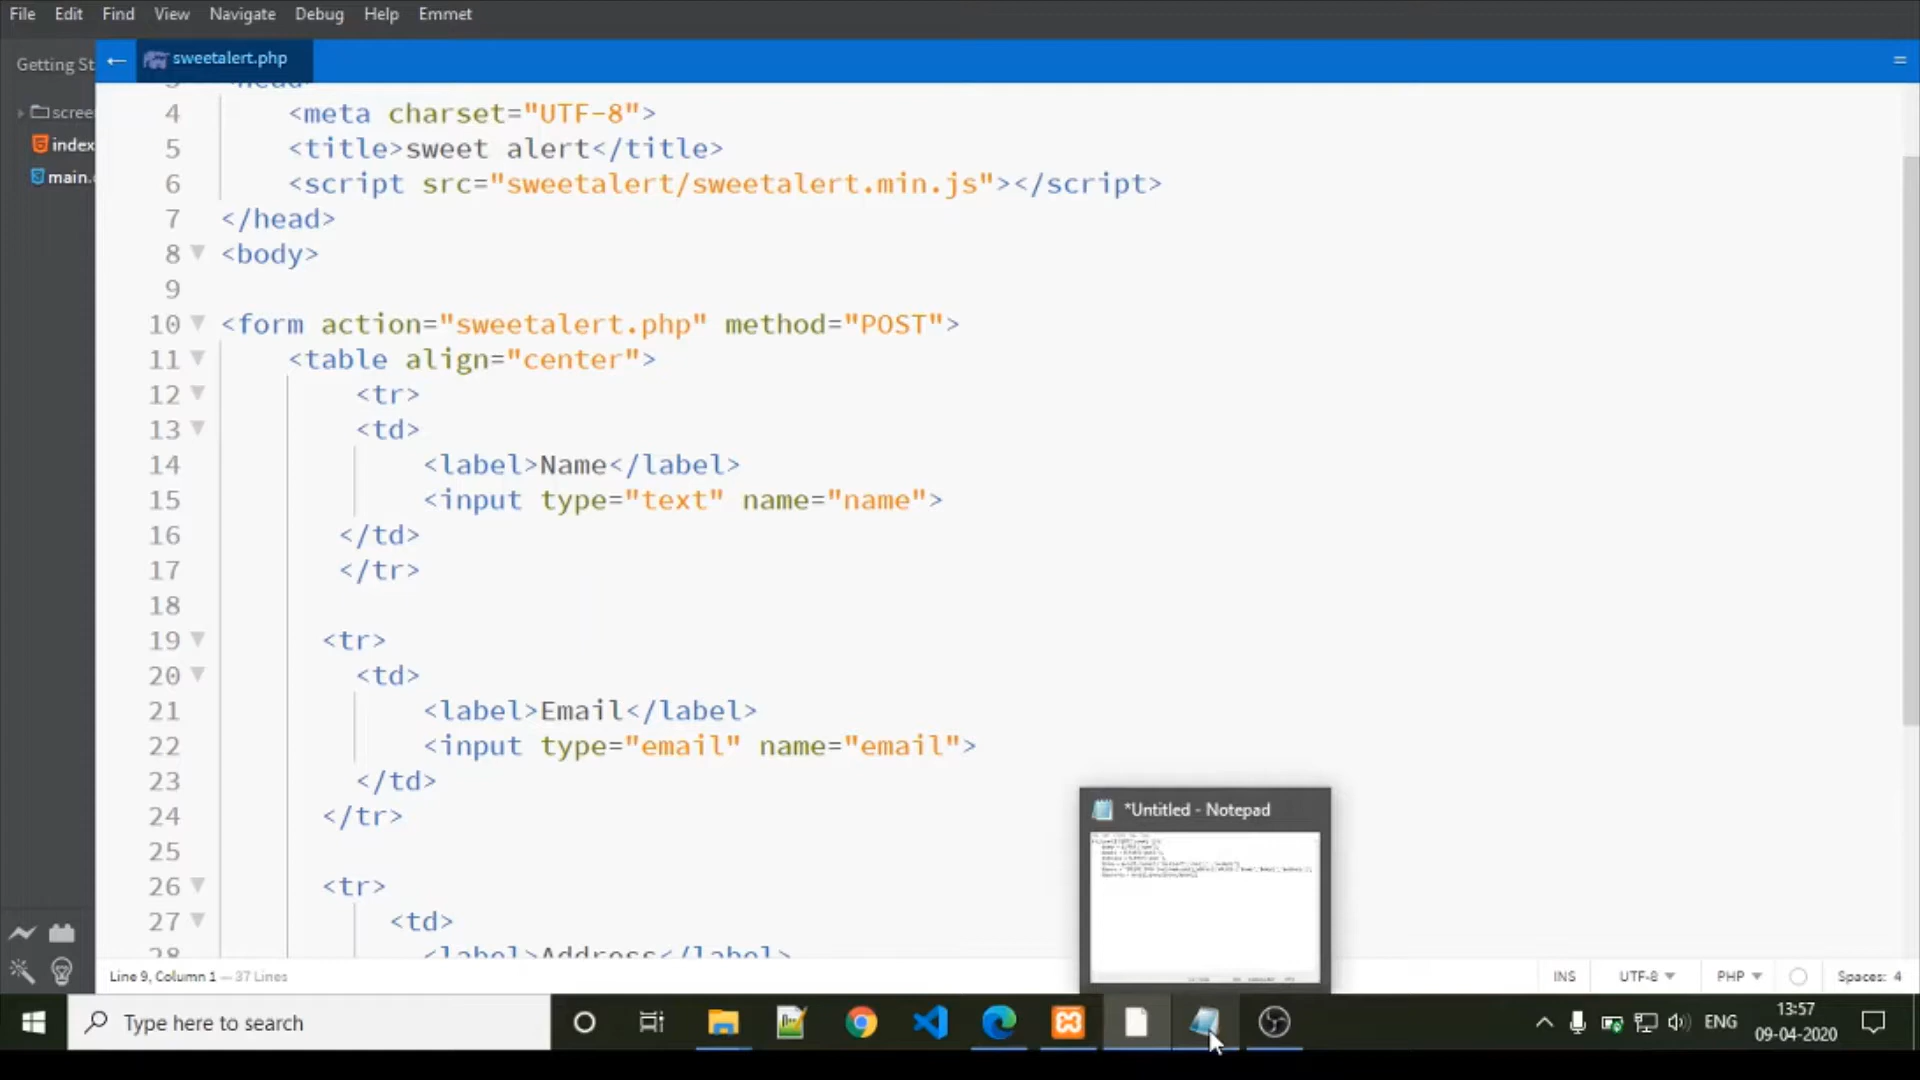 File Edit Find View Navigate Debug Help Emmet
Getting St
sweetalert.php
scree
index
main.
4 <meta charset="UTF-8">
5 <title>sweet alert</title>
6 <script src="sweetalert/sweetalert.min.js"></script>
7 </head>
8 <body>
9
10 <form action="sweetalert.php" method="POST">
11 <table align="center">
12 <tr>
13 <td>
14 <label>Name</label>
15 <input type="text" name="name">
16 </td>
17 </tr>
18
19 <tr>
20 <td>
21 <label>Email</label>
22 <input type="email" name="email">
23 </td>
24 </tr>
25
26 <tr>
27 <td>
28 <label>Address</label>
*Untitled - Notepad
Line 9, Column 1 — 37 Lines
INS UTF-8 PHP Spaces: 4
Type here to search
ENG
13:57
09-04-2020